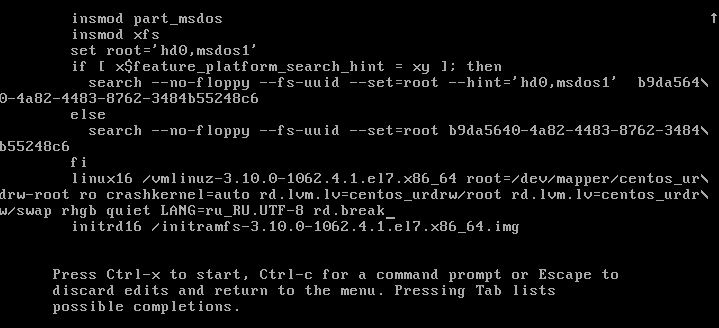 insmod part_msdos
insmod xfs
set root='hd0,msdos1'
if [ x$feature_platform_search_hint = xy ]; then
search --no-floppy --fs-uuid --set=root --hint='hd0,msdos1'  b9da564\
0-4a82-4483-8762-3484b55248c6
else
search --no-floppy --fs-uuid --set=root b9da5640-4a82-4483-8762-3484\
b55248c6
fi
linux16 /vmlinuz-3.10.0-1062.4.1.el7.x86_64 root=/dev/mapper/centos_ur\
drw-root ro crashkernel=auto rd.lvm.lv=centos_urdrw/root rd.lvm.lv=centos_urdr\
w/swap rhgb quiet LANG=ru_RU.UTF-8 rd.break_
initrd16 /initramfs-3.10.0-1062.4.1.el7.x86_64.img
Press Ctrl-x to start, Ctrl-c for a command prompt or Escape to
discard edits and return to the menu. Pressing Tab lists
possible completions.